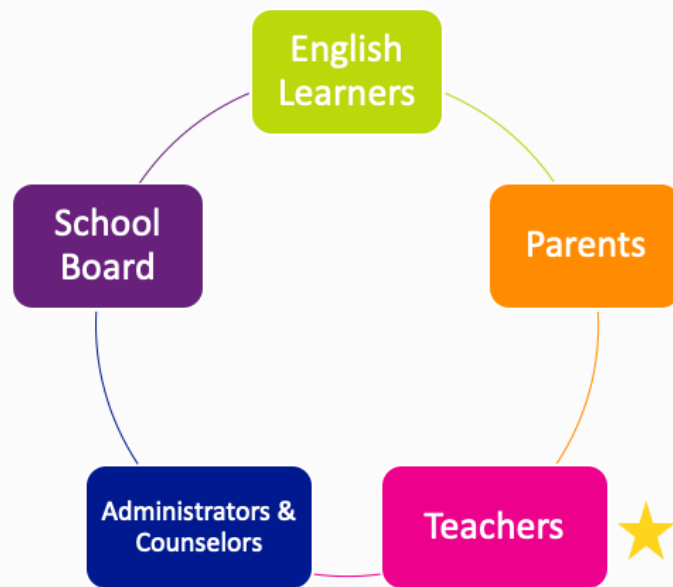 English
Learners
School
Board
Parents
Administrators &
Counselors
Teachers